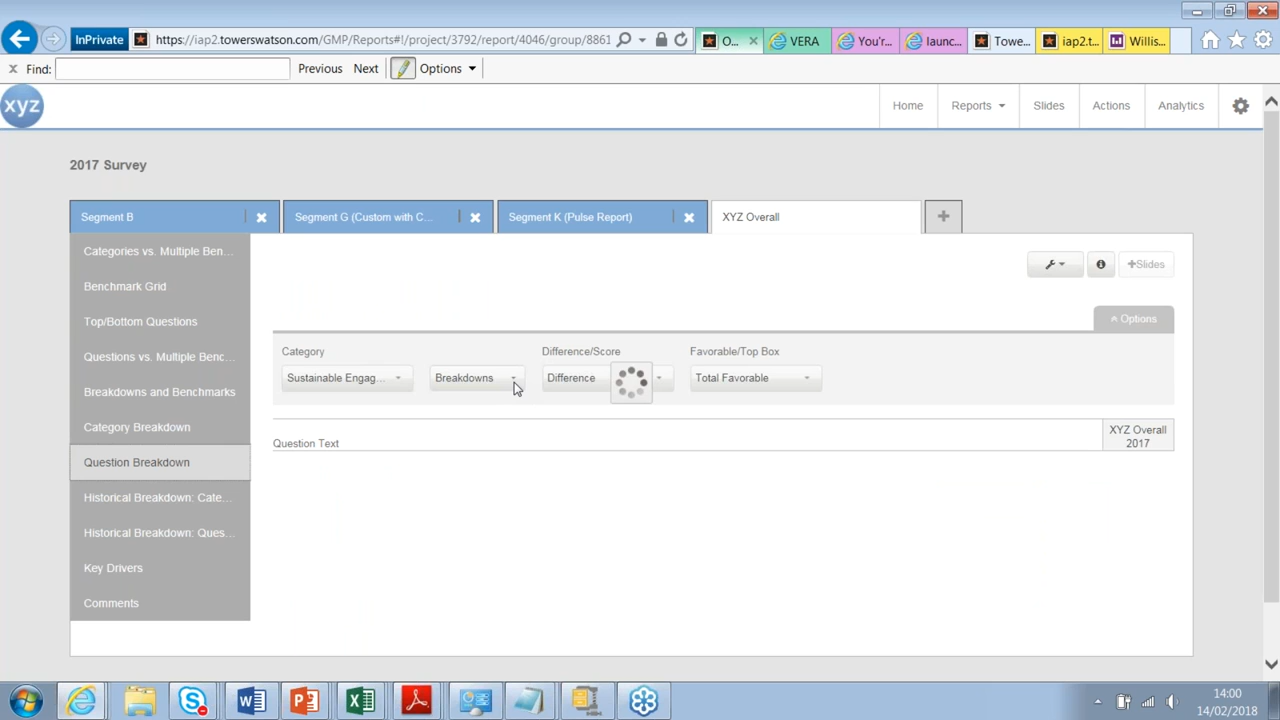 InPrivate
https://iap2.towerswatson.com/GMP/Reports#!/project/3792/report/4046/group/8861
O...
VERA
You'r...
launc...
Towe...
iap2.t...
Willis...
x Find:
Previous Next Options
xyz
Home Reports Slides Actions Analytics
2017 Survey
Segment B
Segment G (Custom with C...
Segment K (Pulse Report)
XYZ Overall
Categories vs. Multiple Ben...
Benchmark Grid
Top/Bottom Questions
Questions vs. Multiple Benc...
Breakdowns and Benchmarks
Category Breakdown
Question Breakdown
Historical Breakdown: Cate...
Historical Breakdown: Ques...
Key Drivers
Comments
+Slides
Options
Category
Difference/Score
Favorable/Top Box
Sustainable Engag...
Breakdowns
Difference
Total Favorable
Question Text
XYZ Overall
2017
14:00
14/02/2018